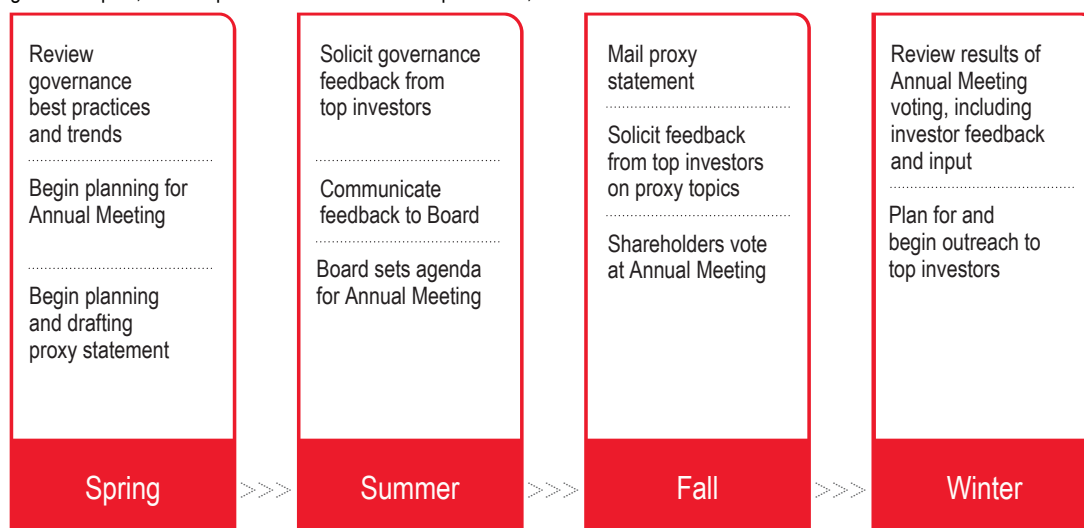 Review
governance
best practices
and trends
Begin planning for
Annual Meeting
Begin planning
and drafting
proxy statement
Spring
>>>
Solicit governance
feedback from
top investors
Communicate
feedback to Board
Board sets agenda
for Annual Meeting
Summer
>>>
Mail proxy
statement
Solicit feedback
from top investors
on proxy topics
Shareholders vote
at Annual Meeting
Fall
>>>
Review results of
Annual Meeting
voting, including
investor feedback
and input
Plan for and
begin outreach to
top investors
Winter